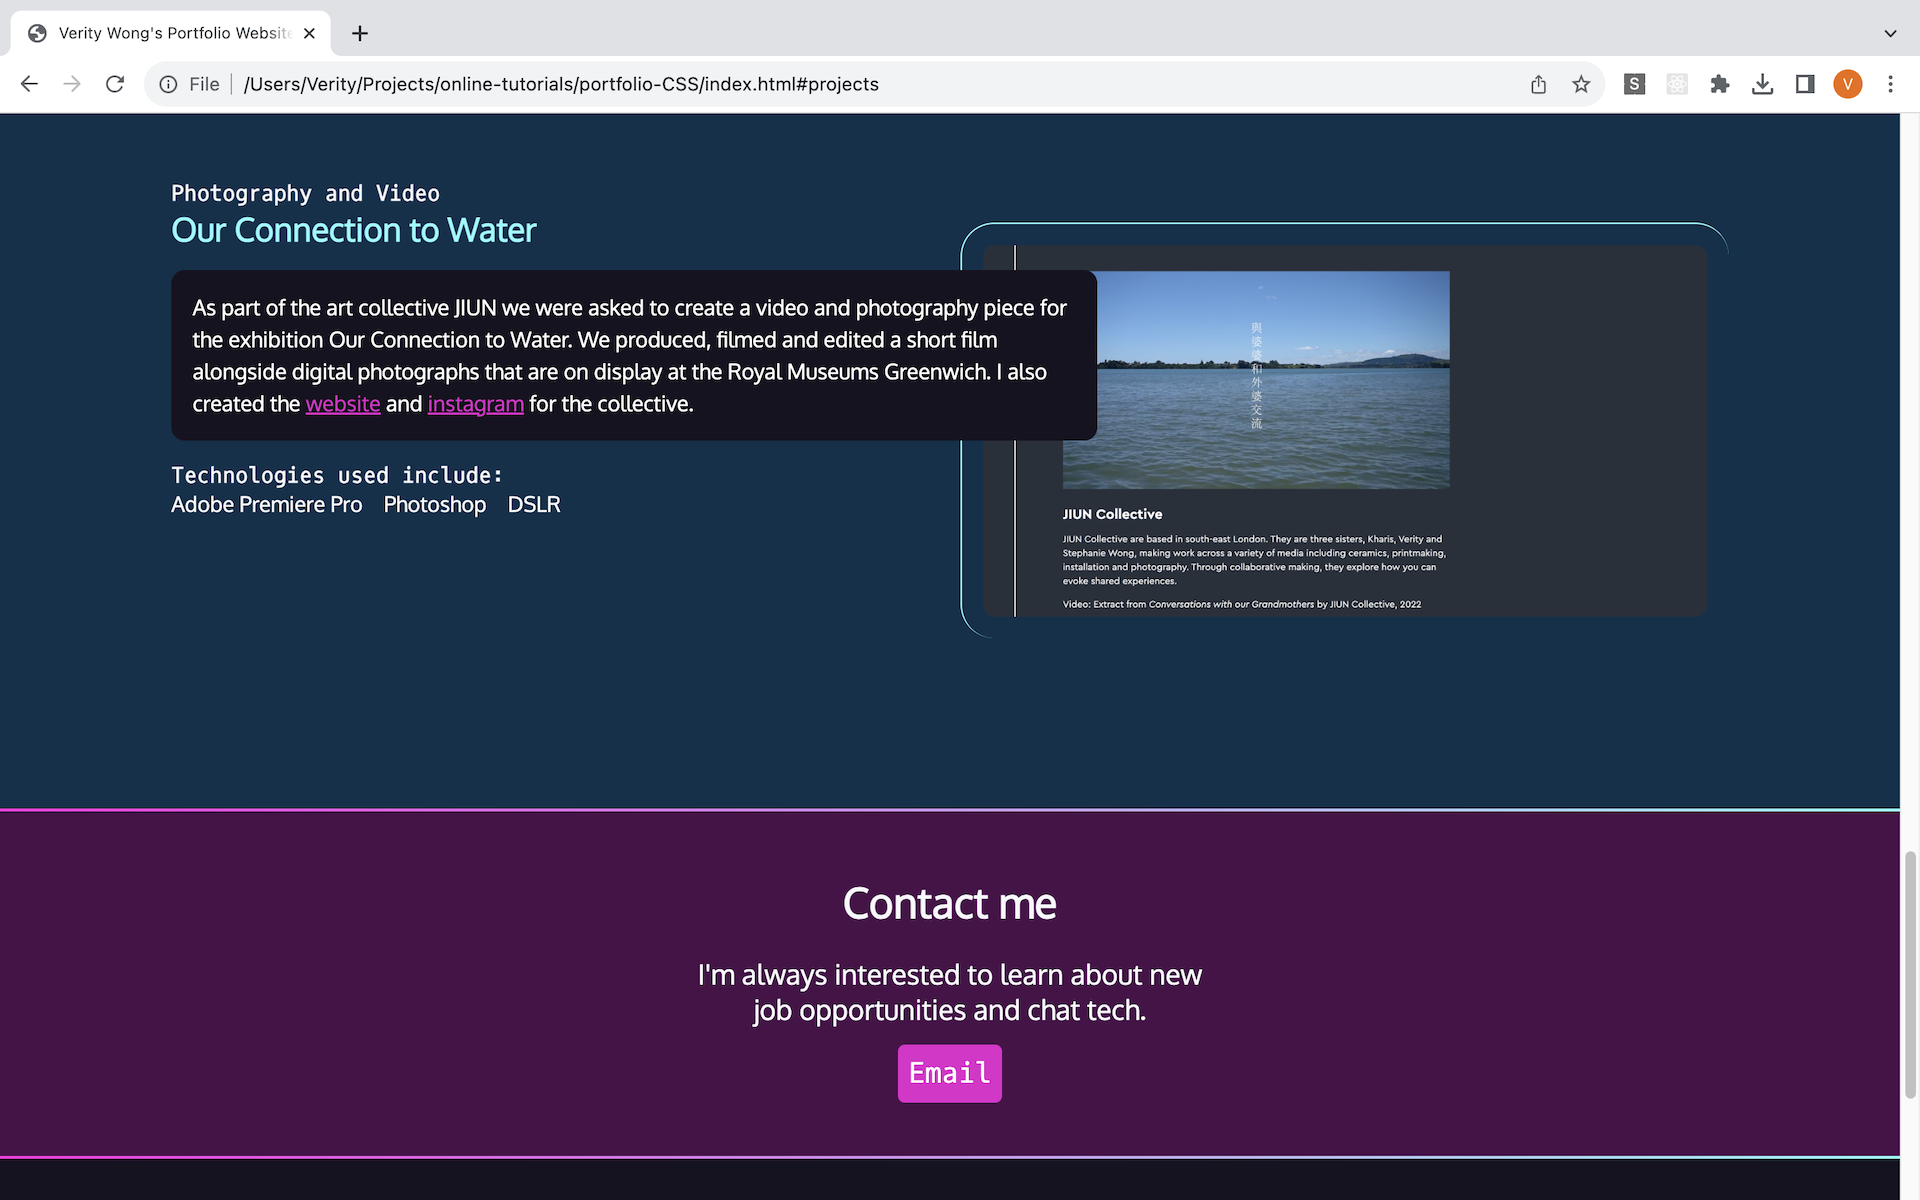 Verity Wong's Portfolio Website
File
/Users/Verity/Projects/online-tutorials/portfolio-CSS/index.html#projects
S
V
Photography and Video
Our Connection to Water
As part of the art collective JIUN we were asked to create a video and photography piece for
the exhibition Our Connection to Water. We produced, filmed and edited a short film
alongside digital photographs that are on display at the Royal Museums Greenwich. I also
created the website and instagram for the collective.
Technologies used include:
Adobe Premiere Pro Photoshop DSLR
與婆婆和外婆交流
JIUN Collective
JIUN Collective are based in south-east London. They are three sisters, Kharis, Verity and
Stephanie Wong, making work across a variety of media including ceramics, printmaking,
installation and photography. Through collaborative making, they explore how you can
evoke shared experiences.
Video: Extract from Conversations with our Grandmothers by JIUN Collective, 2022
Contact me
I'm always interested to learn about new
job opportunities and chat tech.
Email